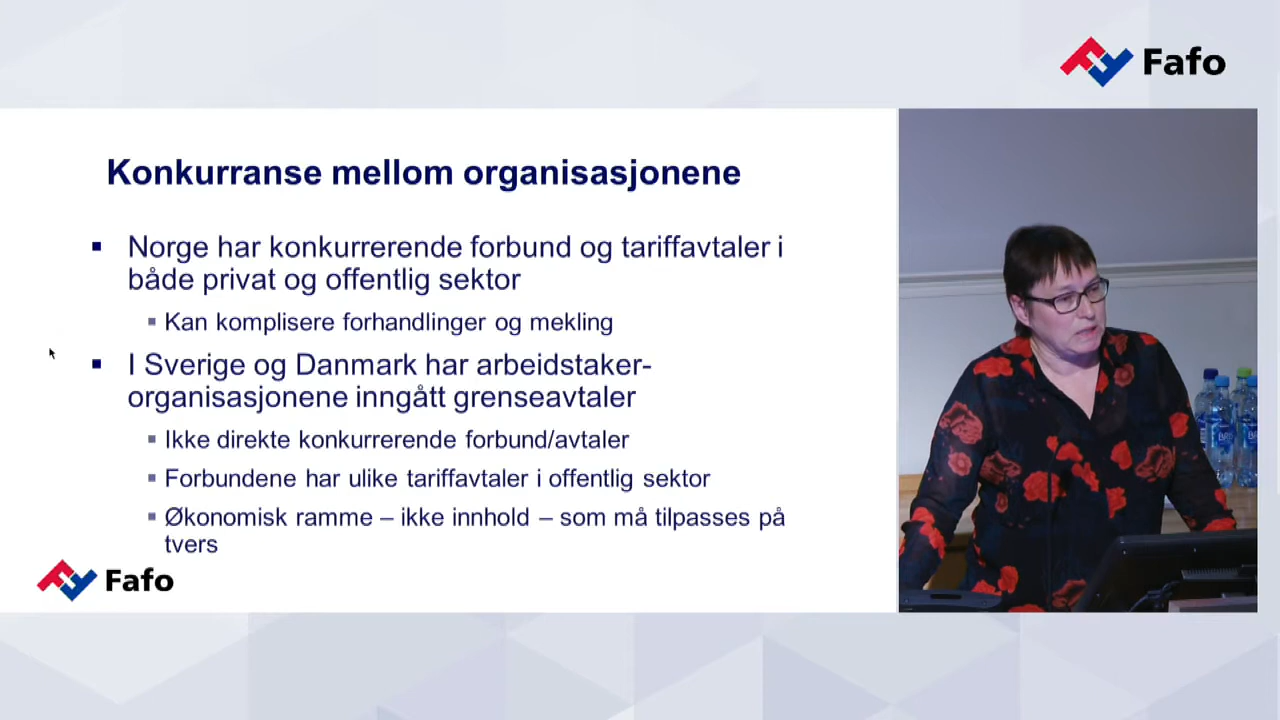 Fafo
Konkurranse mellom organisasjonene
Norge har konkurrerende forbund og tariffavtaler i
både privat og offentlig sektor
Kan komplisere forhandlinger og mekling
I Sverige og Danmark har arbeidstaker-
organisasjonene inngått grenseavtaler
Ikke direkte konkurrerende forbund/avtaler
Forbundene har ulike tariffavtaler i offentlig sektor
Økonomisk ramme – ikke innhold – som må tilpasses på
tvers
Fafo